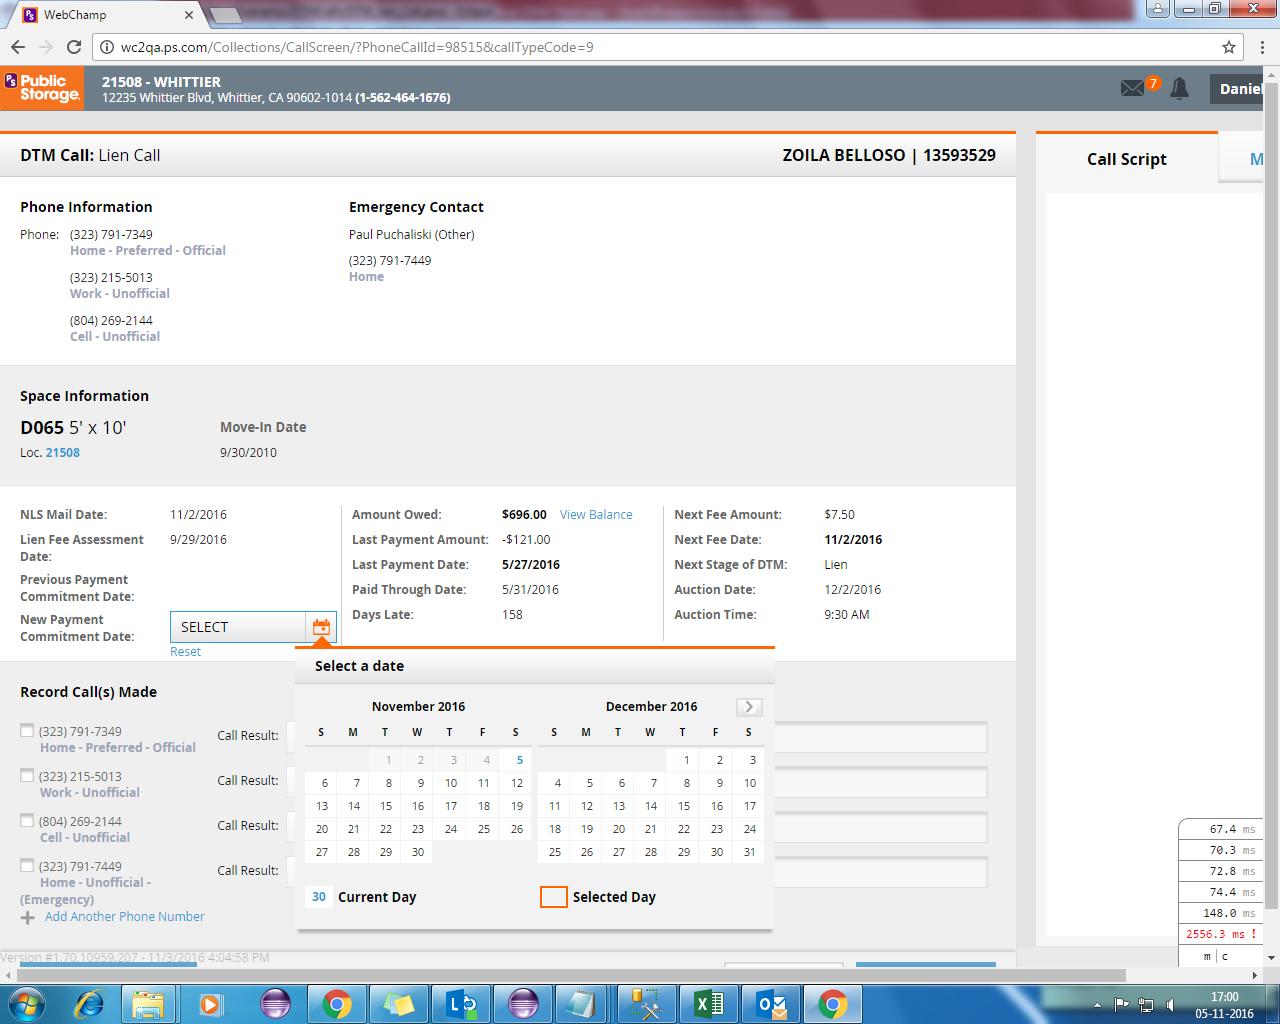 WebChamp
wc2qa.ps.com/Collections/CallScreen/?PhoneCallId=98515&callTypeCode=9
PS Public Storage.
21508 - WHITTIER
12235 Whittier Blvd, Whittier, CA 90602-1014 (1-562-464-1676)
7
Daniel
DTM Call: Lien Call
ZOILA BELLOSO | 13593529
Call Script
M
Phone Information
Phone: (323) 791-7349
Home - Preferred - Official
(323) 215-5013
Work - Unofficial
(804) 269-2144
Cell - Unofficial
Emergency Contact
Paul Puchaliski (Other)
(323) 791-7449
Home
Space Information
D065 5' x 10'
Loc. 21508
Move-In Date
9/30/2010
NLS Mail Date: 11/2/2016
Lien Fee Assessment Date: 9/29/2016
Previous Payment Commitment Date:
New Payment Commitment Date: SELECT
Reset
Amount Owed: $696.00 View Balance
Last Payment Amount: -$121.00
Last Payment Date: 5/27/2016
Paid Through Date: 5/31/2016
Days Late: 158
Next Fee Amount: $7.50
Next Fee Date: 11/2/2016
Next Stage of DTM: Lien
Auction Date: 12/2/2016
Auction Time: 9:30 AM
Record Call(s) Made
(323) 791-7349
Home - Preferred - Official
Call Result:
(323) 215-5013
Work - Unofficial
Call Result:
(804) 269-2144
Cell - Unofficial
Call Result:
(323) 791-7449
Home - Unofficial -
(Emergency)
Call Result:
Add Another Phone Number
Select a date
November 2016
S M T W T F S
1 2 3 4 5
6 7 8 9 10 11 12
13 14 15 16 17 18 19
20 21 22 23 24 25 26
27 28 29 30
December 2016
S M T W T F S
1 2 3
4 5 6 7 8 9 10
11 12 13 14 15 16 17
18 19 20 21 22 23 24
25 26 27 28 29 30 31
30 Current Day
Selected Day
67.4 ms
70.3 ms
72.8 ms
74.4 ms
148.0 ms
2556.3 ms !
m | c
Version #1.70.10959.207 - 11/3/2016 4:04:58 PM
17:00
05-11-2016